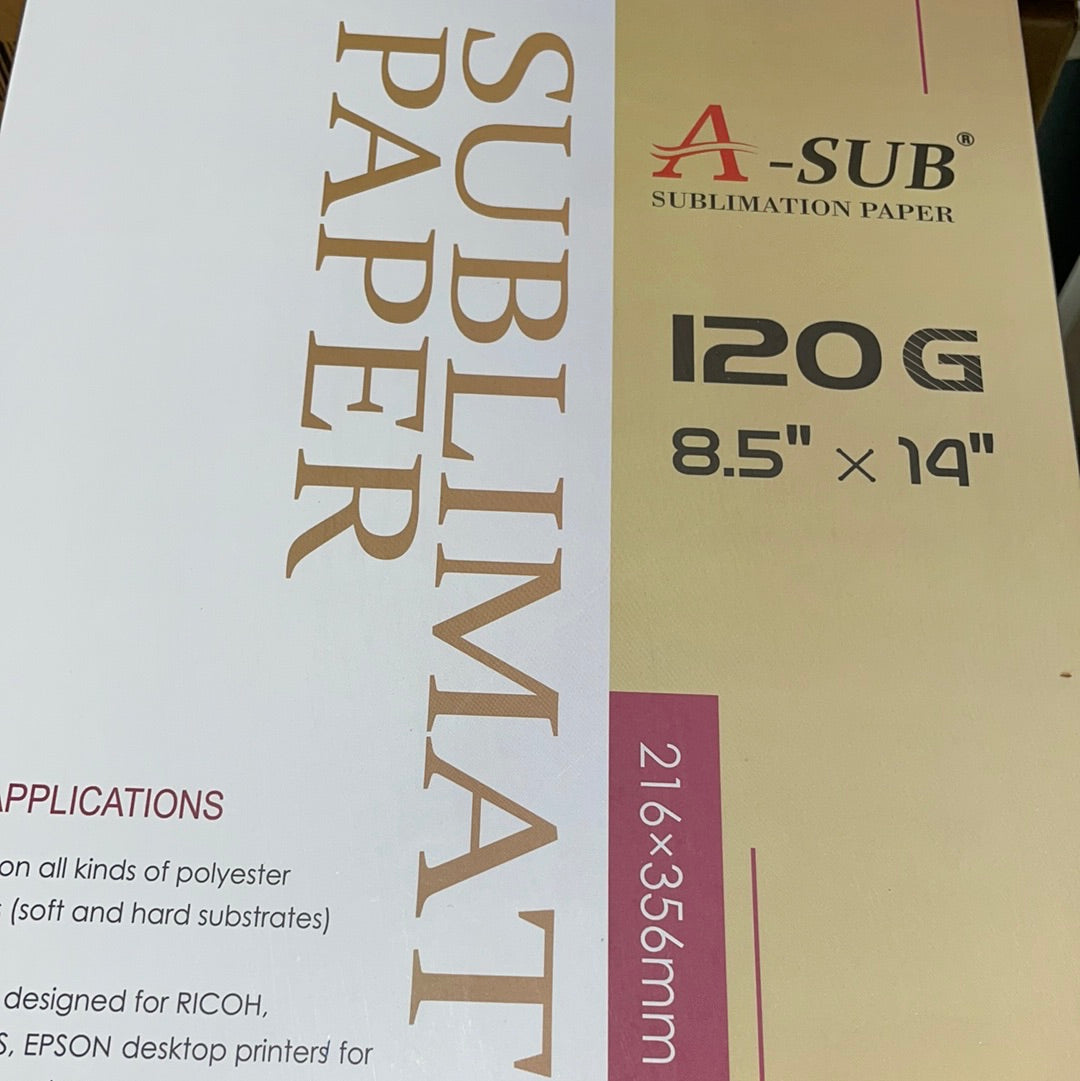 SUBLIMAT
PAPER
A-SUB®
SUBLIMATION PAPER
120G
8.5" × 14"
216×356mm
APPLICATIONS
on all kinds of polyester
(soft and hard substrates)
designed for RICOH,
S, EPSON desktop printers for